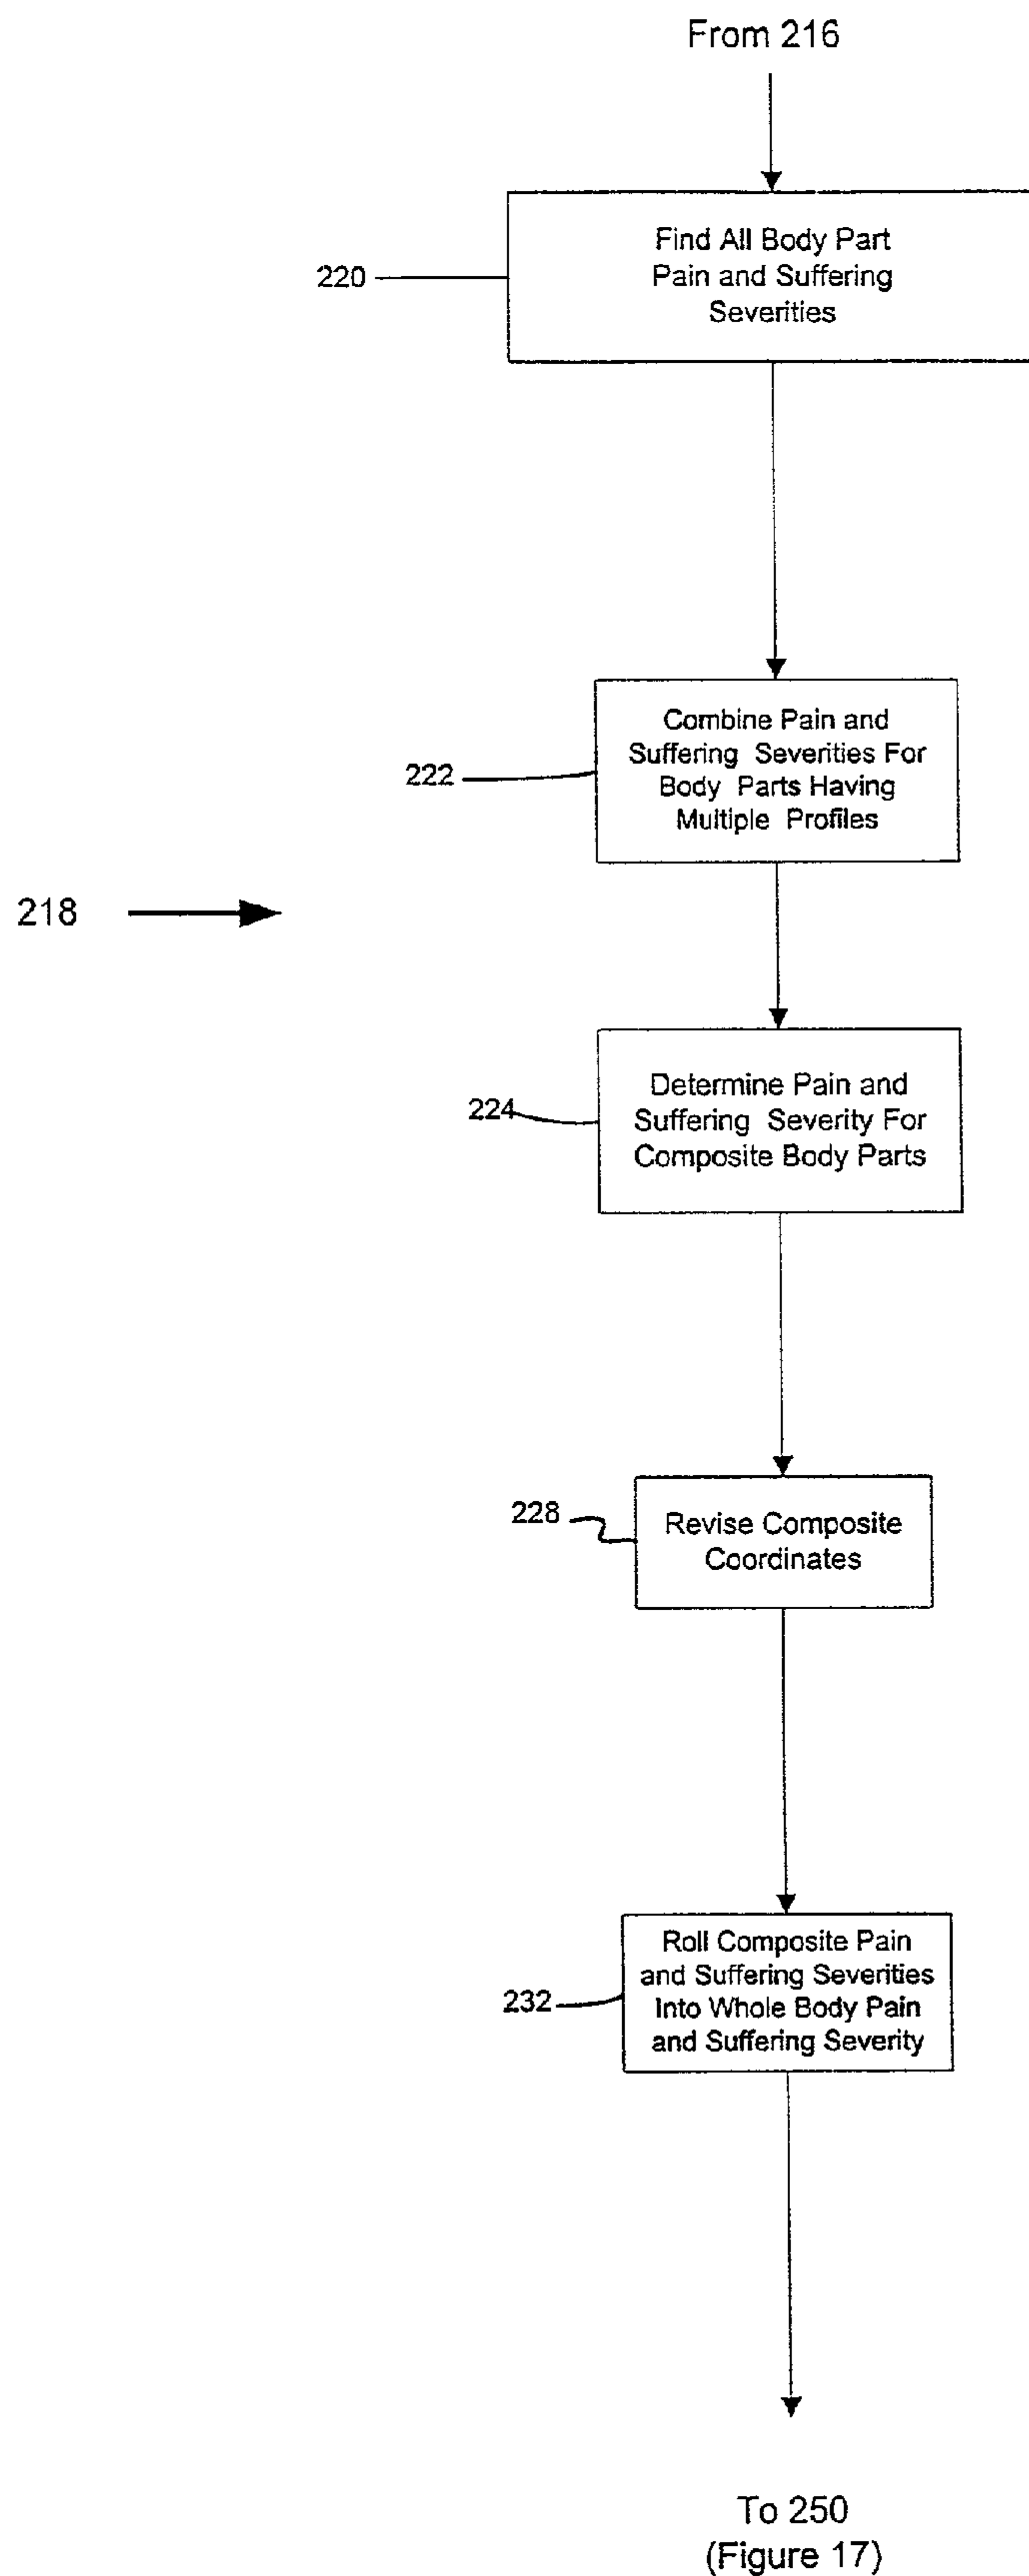 From 216
220
Find All Body Part
Pain and Suffering
Severities
222
Combine Pain and
Suffering Severities For
Body Parts Having
Multiple Profiles
218
224
Determine Pain and
Suffering Severity For
Composite Body Parts
228
Revise Composite
Coordinates
232
Roll Composite Pain
and Suffering Severities
Into Whole Body Pain
and Suffering Severity
To 250
(Figure 17)